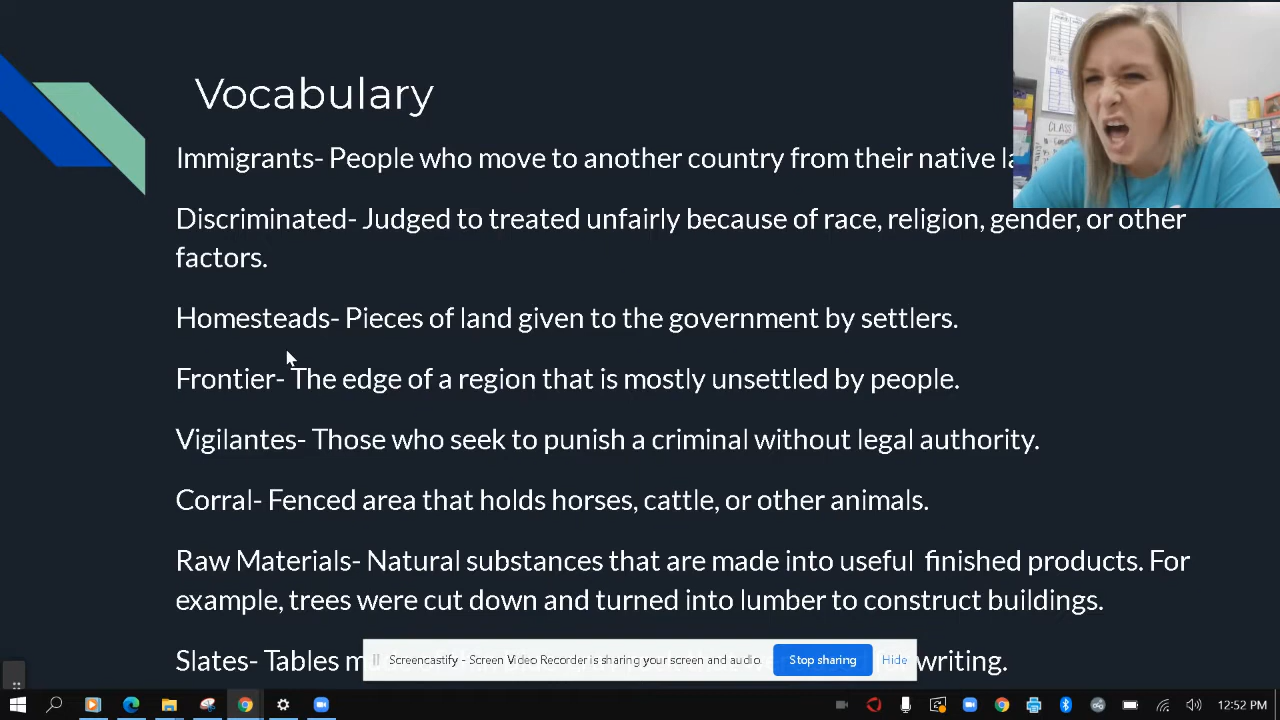 Vocabulary
Immigrants- People who move to another country from their native
Discriminated- Judged to treated unfairly because of race, religion, gender, or other
factors.
Homesteads- Pieces of land given to the government by settlers.
Frontier- The edge of a region that is mostly unsettled by people.
Vigilantes- Those who seek to punish a criminal without legal authority.
Corral- Fenced area that holds horses, cattle, or other animals.
Raw Materials- Natural substances that are made into useful finished products. For
example, trees were cut down and turned into lumber to construct buildings.
Slates- Tables writing.
Screencastify - Screen Video Recorder is sharing your screen and audio. Stop sharing Hide
12:52 PM
CLASS